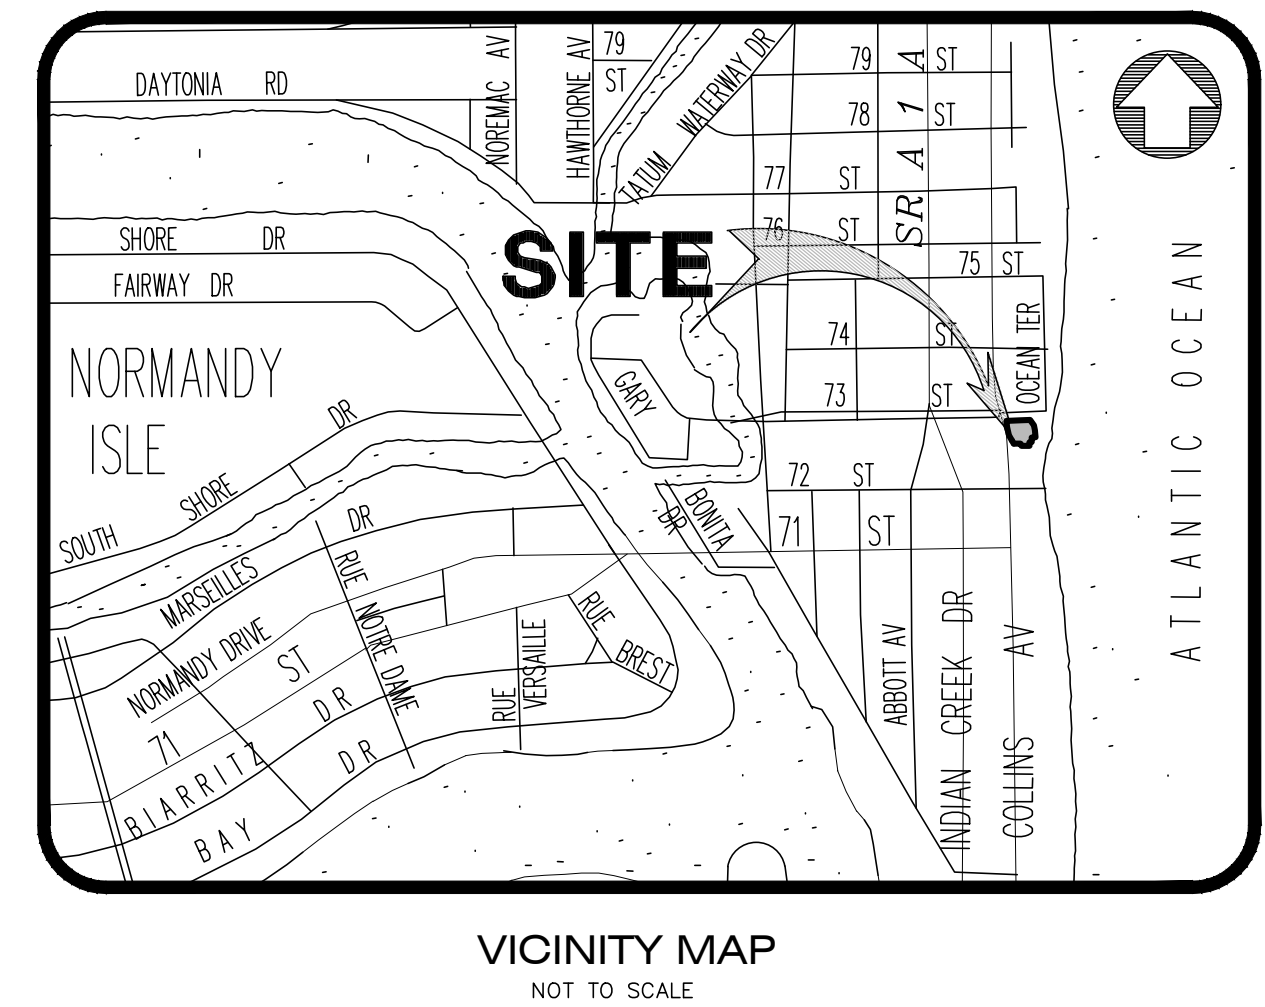 NOREMAC AV
HAWTHORNE AV
79
ST
WATERWAY DR
TATUM
79 ST
DAYTONIA RD
78 ST
77 ST
SR A 1 A
76 ST
SHORE DR
SITE
75 ST
FAIRWAY DR
OCEAN TER
74 ST
NORMANDY
ISLE
GARY
73 ST
ATLANTIC OCEAN
SOUTH SHORE DR
72 ST
BONITA
DR
71 ST
MARSEILLES DR
RUE NOTRE DAME
NORMANDY DRIVE
71 ST
RUE VERSAILLE
RUE BREST
BIARRITZ DR
BAY DR
ABBOTT AV
INDIAN CREEK DR
COLLINS AV
VICINITY MAP
NOT TO SCALE